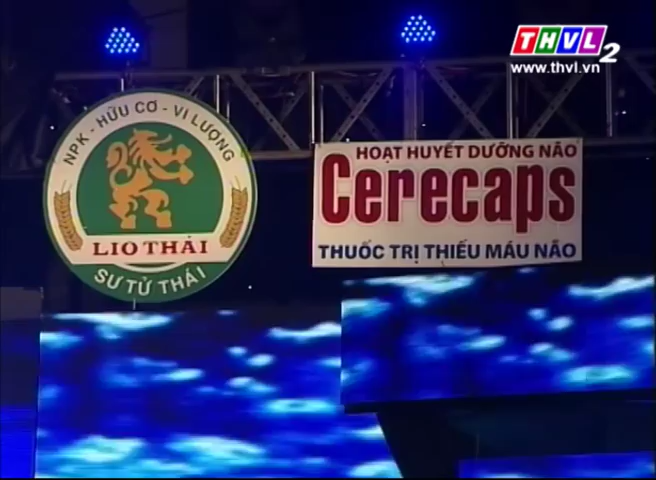 THVL2
www.thvl.vn
NPK - HỮU CƠ - VI LƯỢNG
LIO THÁI
SƯ TỬ THÁI
HOẠT HUYẾT DƯỠNG NÃO
Cerecaps
THUỐC TRỊ THIẾU MÁU NÃO